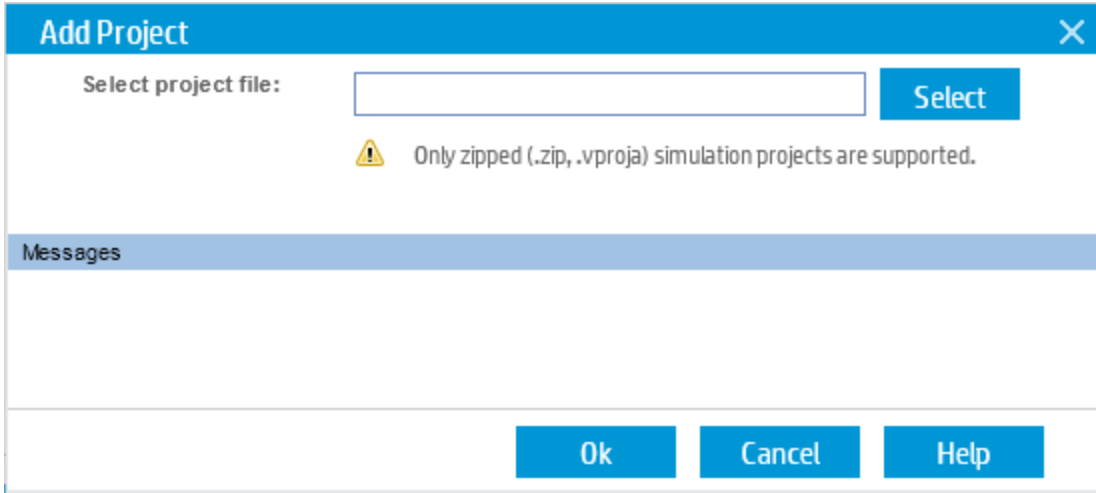 Add Project
Select project file:
Select
Only zipped (.zip, .vproja) simulation projects are supported.
Messages
Ok Cancel Help